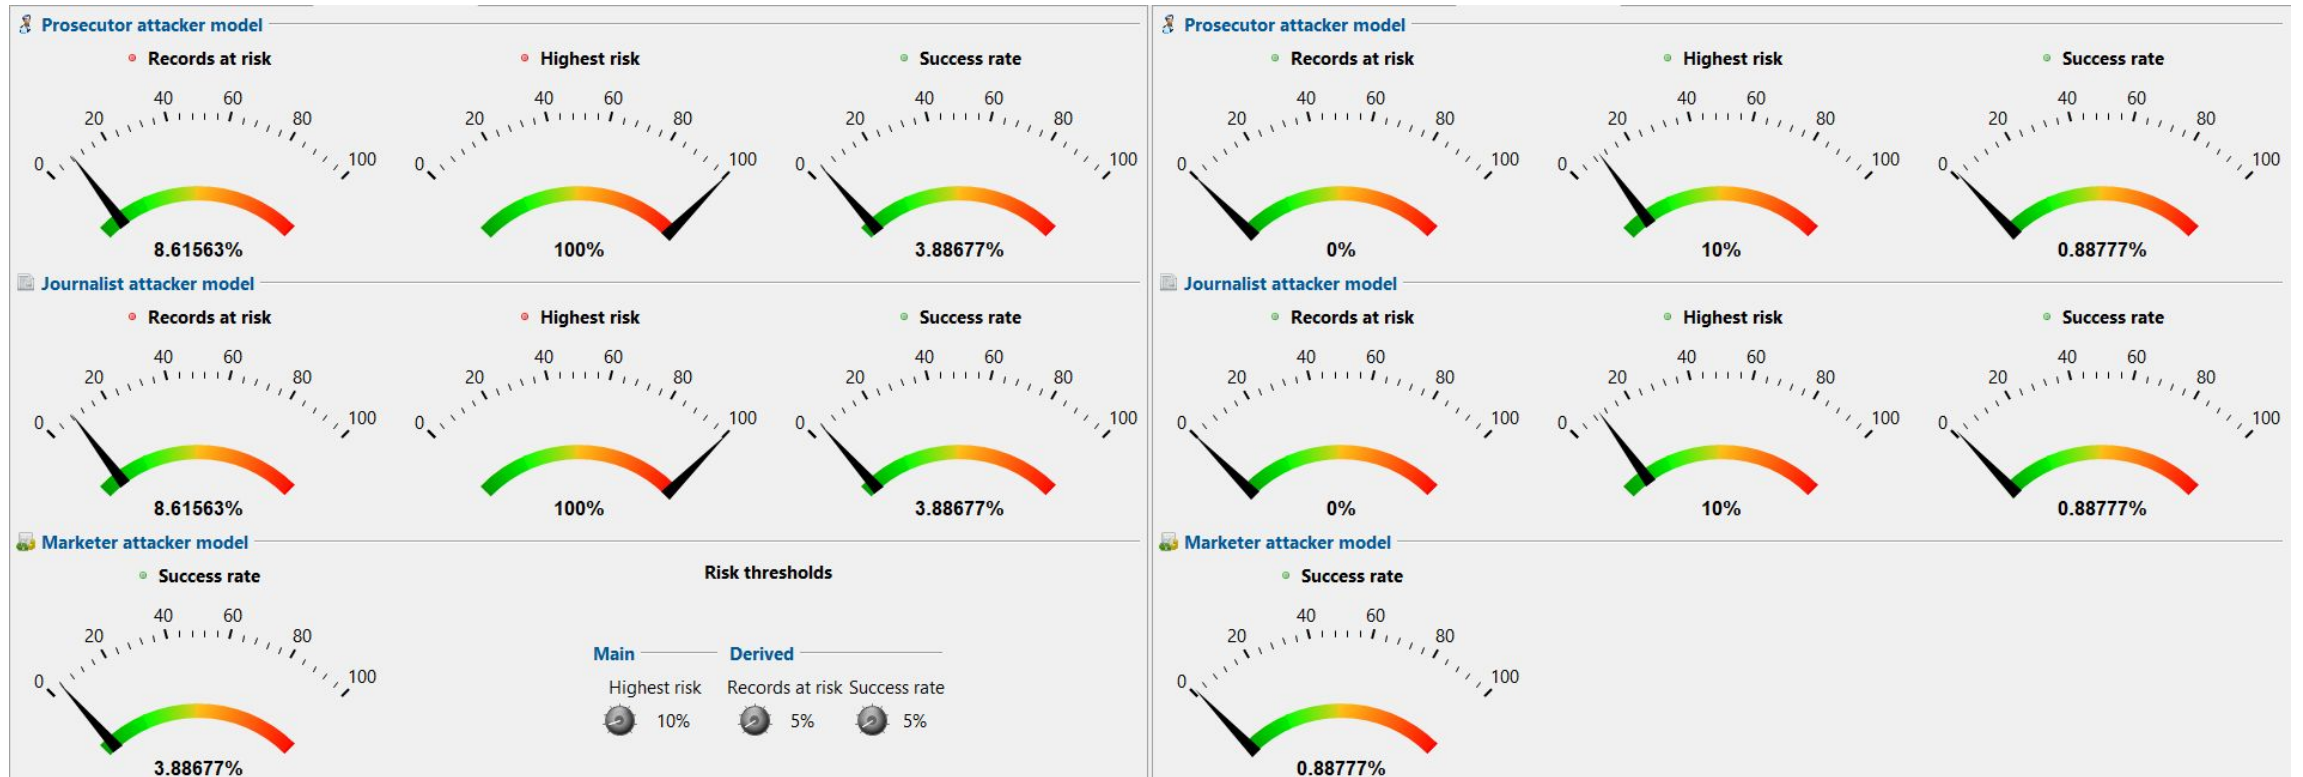 Prosecutor attacker model
Records at risk Highest risk Success rate
0 20 40 60 80 100 0 20 40 60 80 100 0 20 40 60 80 100
8.61563% 100% 3.88677%
Journalist attacker model
Records at risk Highest risk Success rate
0 20 40 60 80 100 0 20 40 60 80 100 0 20 40 60 80 100
8.61563% 100% 3.88677%
Marketer attacker model
Success rate
0 20 40 60 80 100
3.88677%
Risk thresholds
Main Derived
Highest risk Records at risk Success rate
10% 5% 5%
Prosecutor attacker model
Records at risk Highest risk Success rate
0 20 40 60 80 100 0 20 40 60 80 100 0 20 40 60 80 100
0% 10% 0.88777%
Journalist attacker model
Records at risk Highest risk Success rate
0 20 40 60 80 100 0 20 40 60 80 100 0 20 40 60 80 100
0% 10% 0.88777%
Marketer attacker model
Success rate
0 20 40 60 80 100
0.88777%